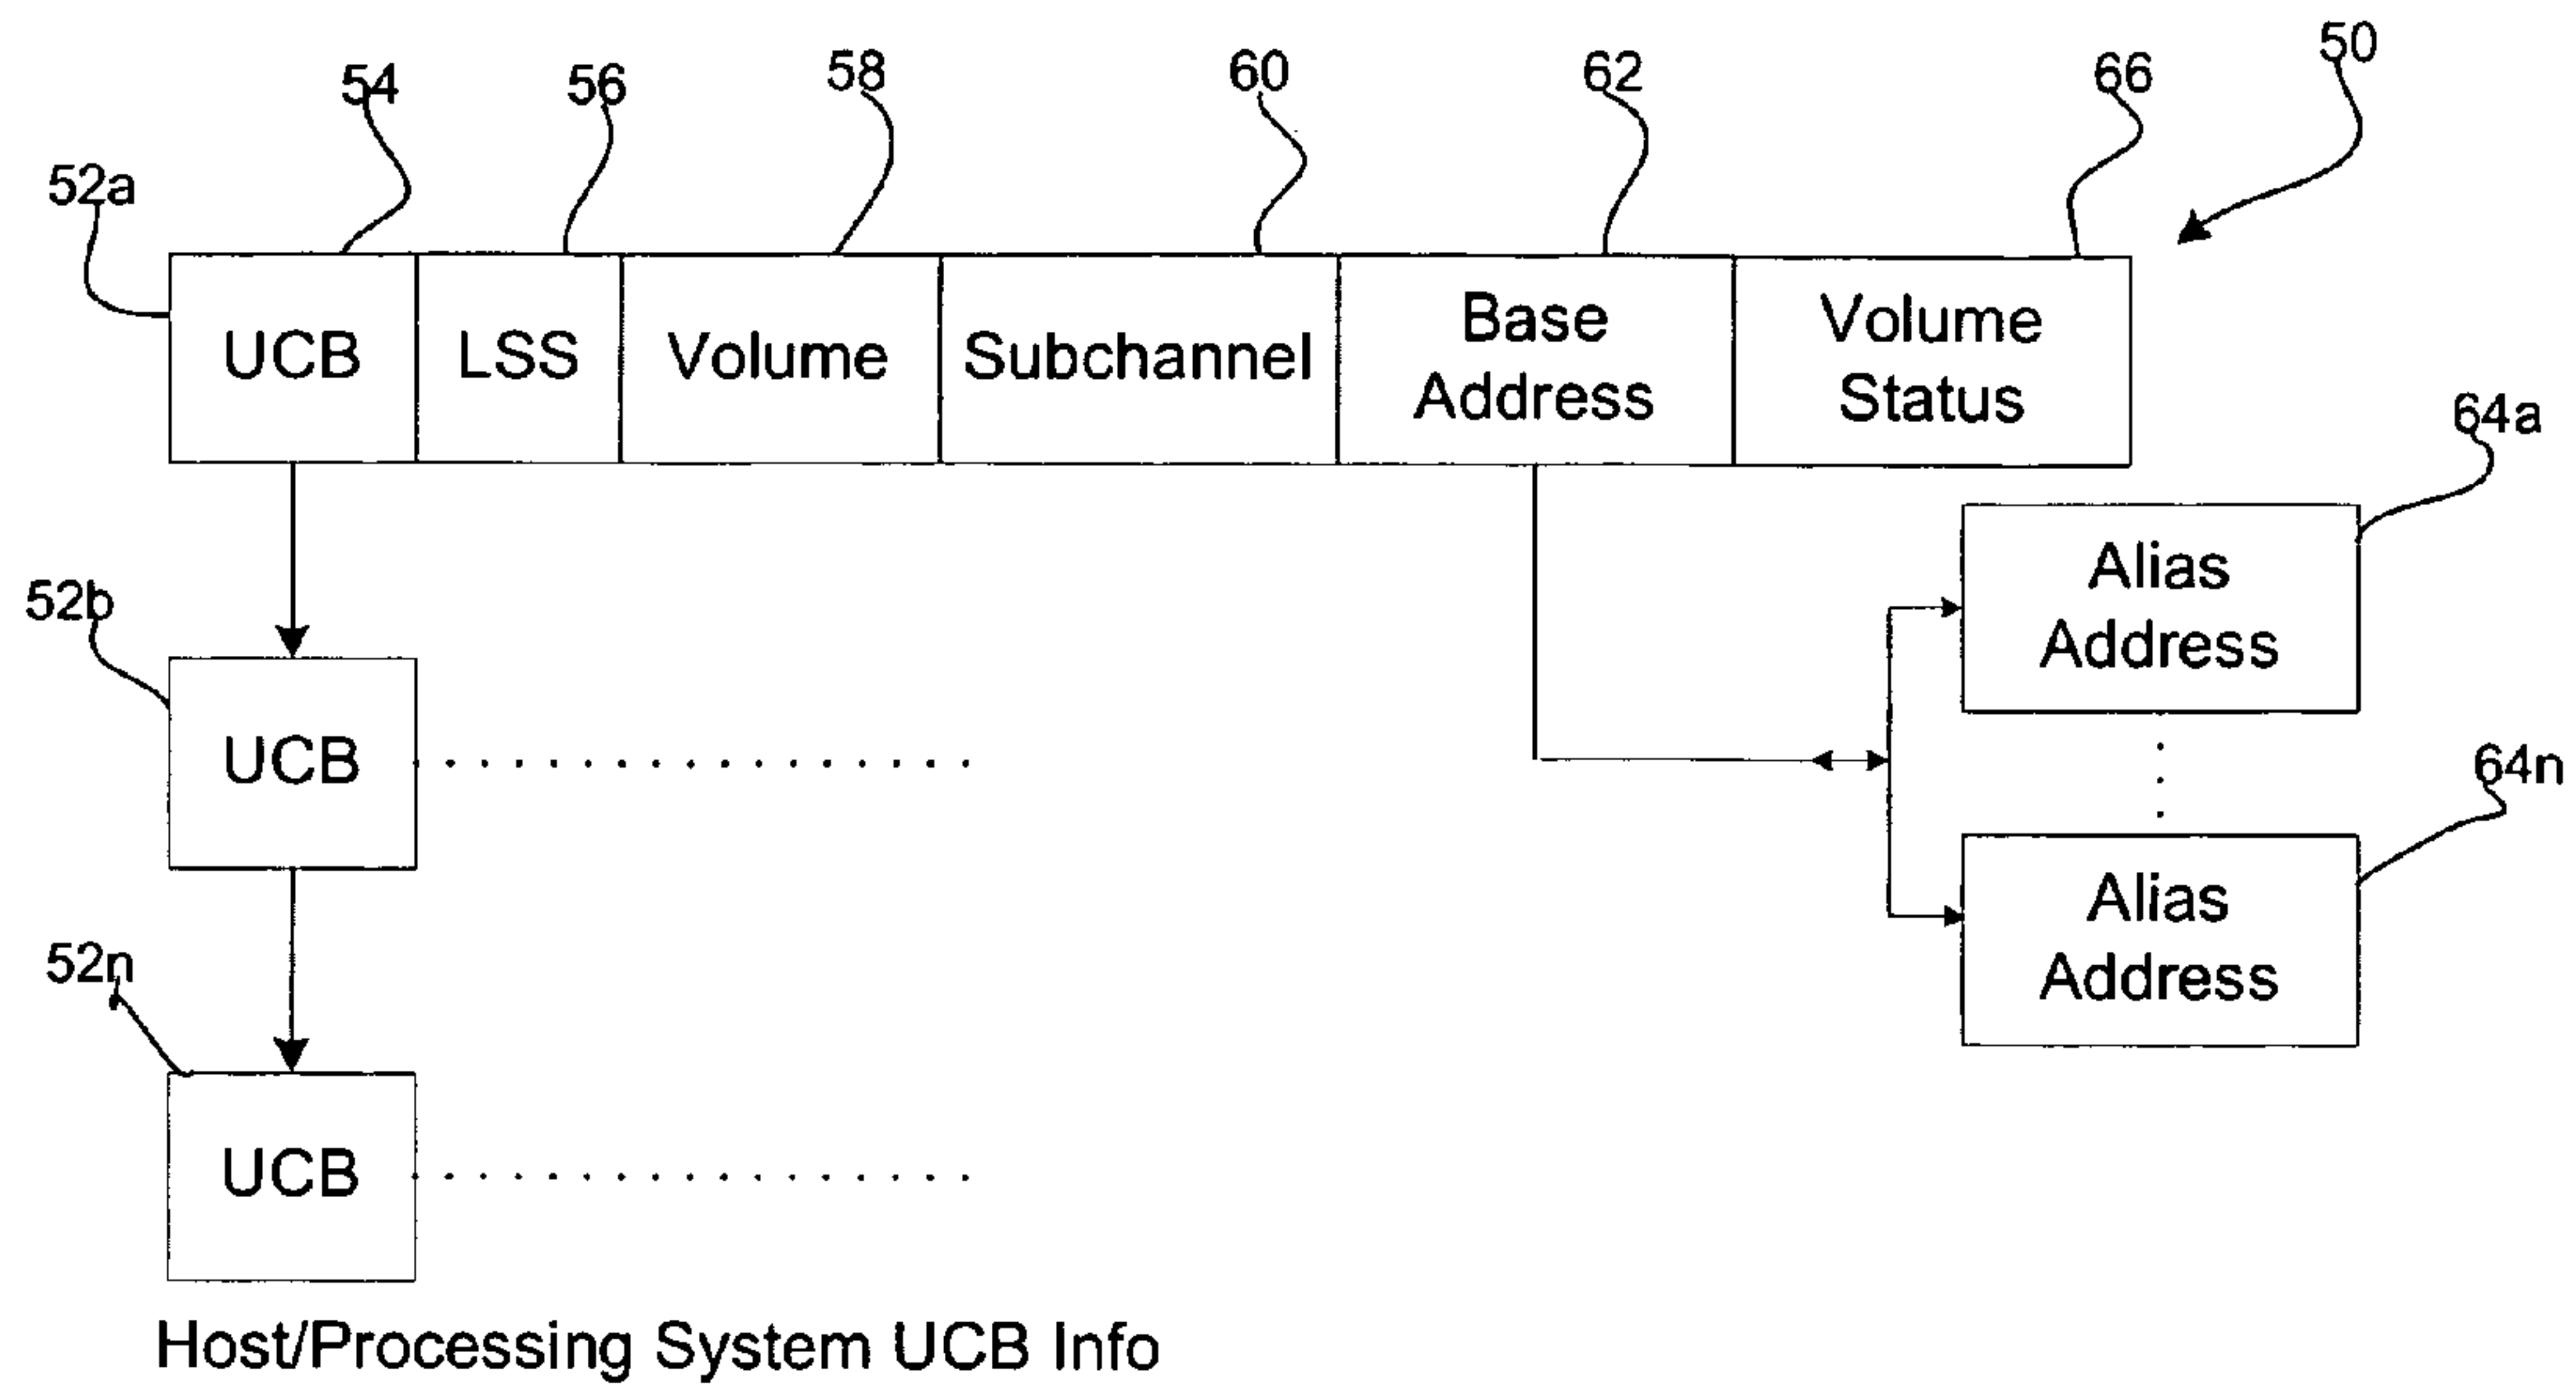 54 56 58 60 62 66 50
52a
UCB LSS Volume Subchannel Base Address Volume Status
64a
Alias
Address
52b
UCB
64n
Alias
Address
52n
UCB
Host/Processing System UCB Info